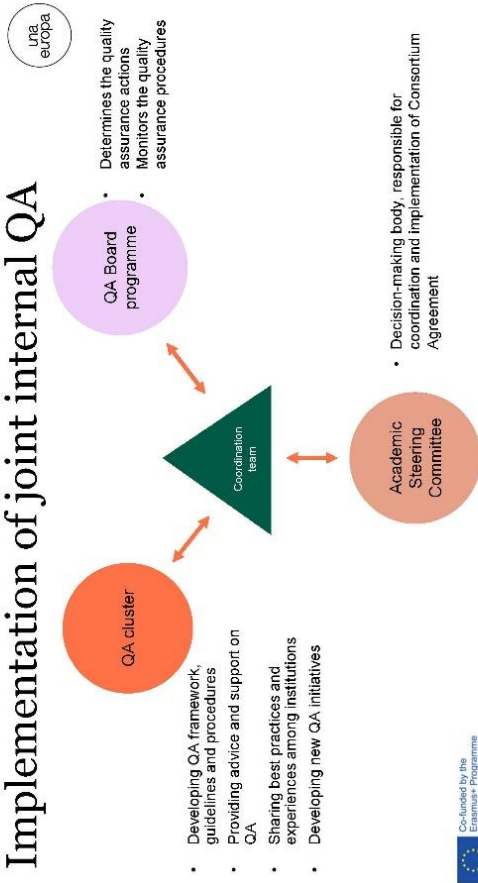 Implementation of joint internal QA
una
europa
QA cluster
• Developing QA framework,
guidelines and procedures
• Providing advice and support on
QA
• Sharing best practices and
experiences among institutions
• Developing new QA initiatives
Coordination
team
QA Board
programme
• Determines the quality
assurance actions
• Monitors the quality
assurance procedures
Academic
Steering
Committee
• Decision-making body, responsible for
coordination and implementation of Consortium
Agreement
Co-funded by the
Erasmus+ Programme